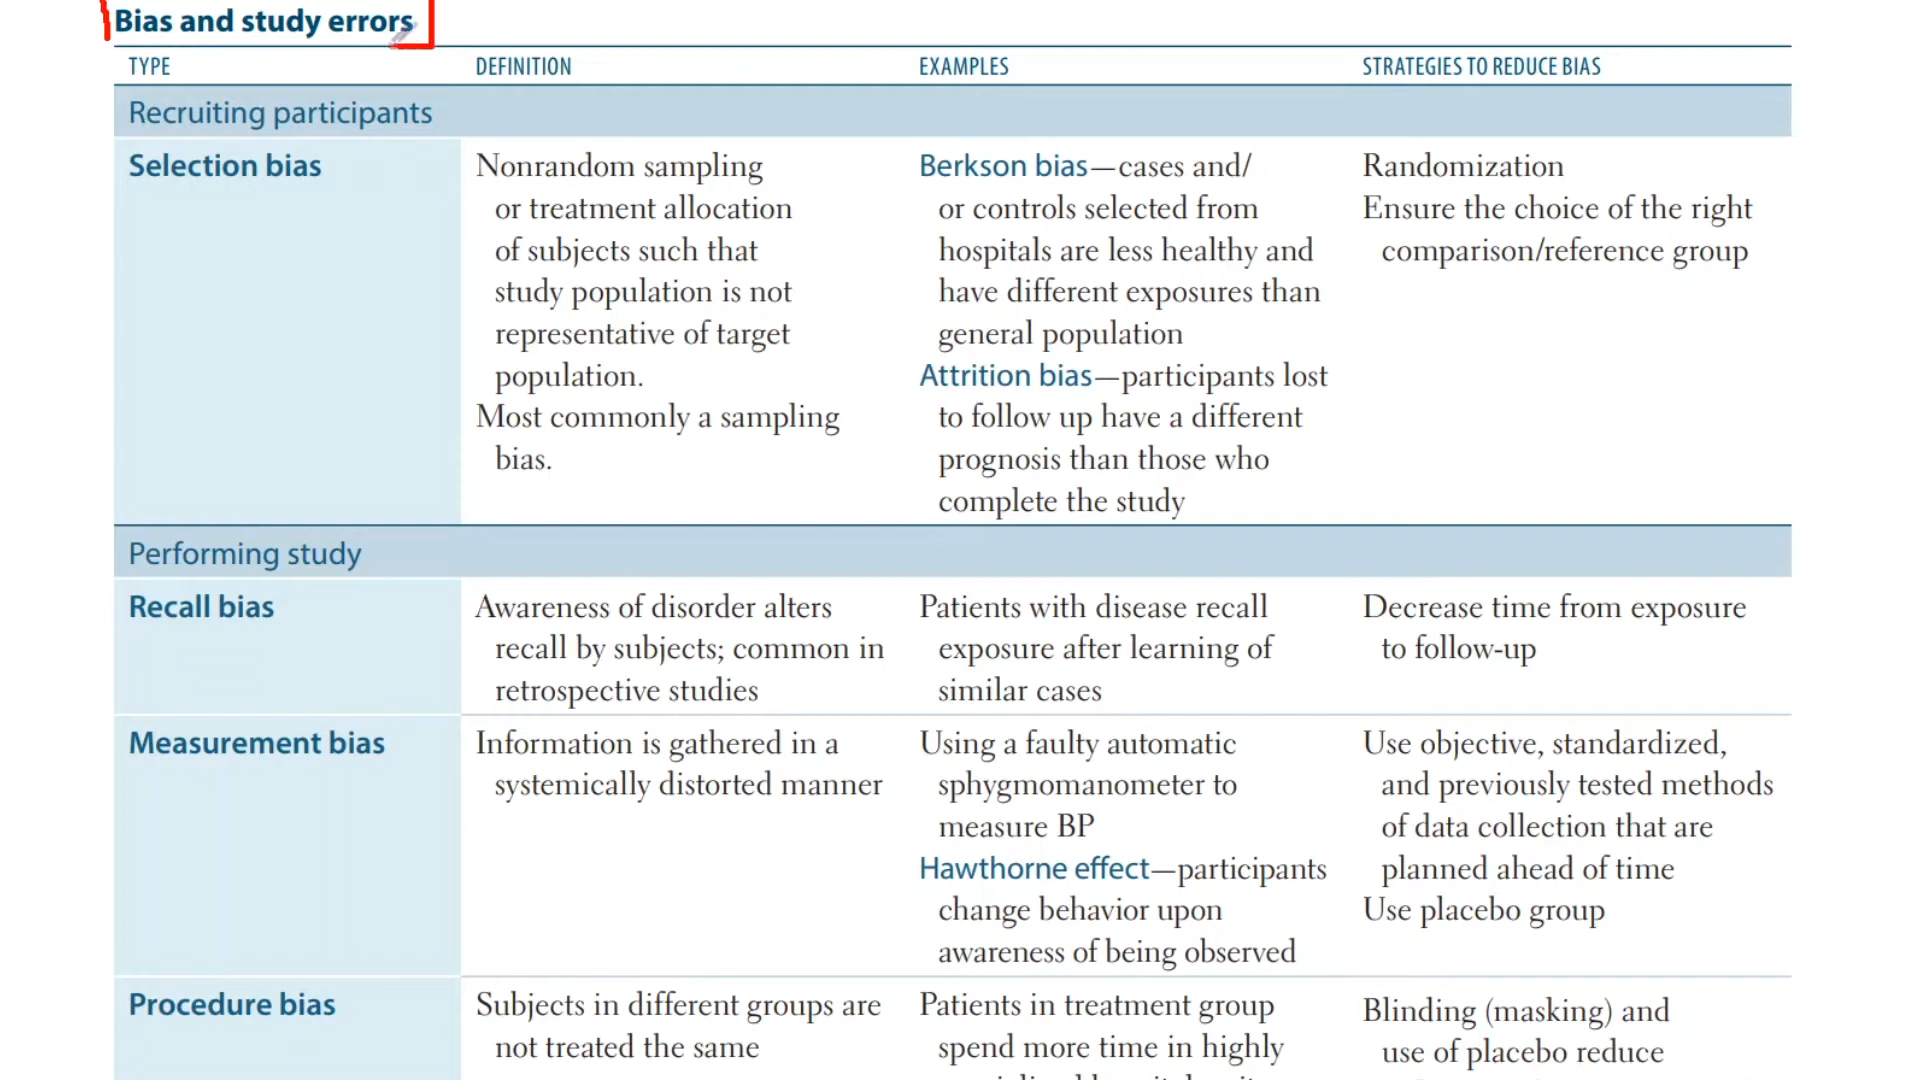 Bias and study errors
TYPE
DEFINITION
EXAMPLES
STRATEGIES TO REDUCE BIAS
Recruiting participants
Selection bias
Nonrandom sampling
or treatment allocation
of subjects such that
study population is not
representative of target
population.
Most commonly a sampling
bias.
Berkson bias—cases and/
or controls selected from
hospitals are less healthy and
have different exposures than
general population
Attrition bias—participants lost
to follow up have a different
prognosis than those who
complete the study
Randomization
Ensure the choice of the right
comparison/reference group
Performing study
Recall bias
Awareness of disorder alters
recall by subjects; common in
retrospective studies
Patients with disease recall
exposure after learning of
similar cases
Decrease time from exposure
to follow-up
Measurement bias
Information is gathered in a
systemically distorted manner
Using a faulty automatic
sphygmomanometer to
measure BP
Hawthorne effect—participants
change behavior upon
awareness of being observed
Use objective, standardized,
and previously tested methods
of data collection that are
planned ahead of time
Use placebo group
Procedure bias
Subjects in different groups are
not treated the same
Patients in treatment group
spend more time in highly
Blinding (masking) and
use of placebo reduce